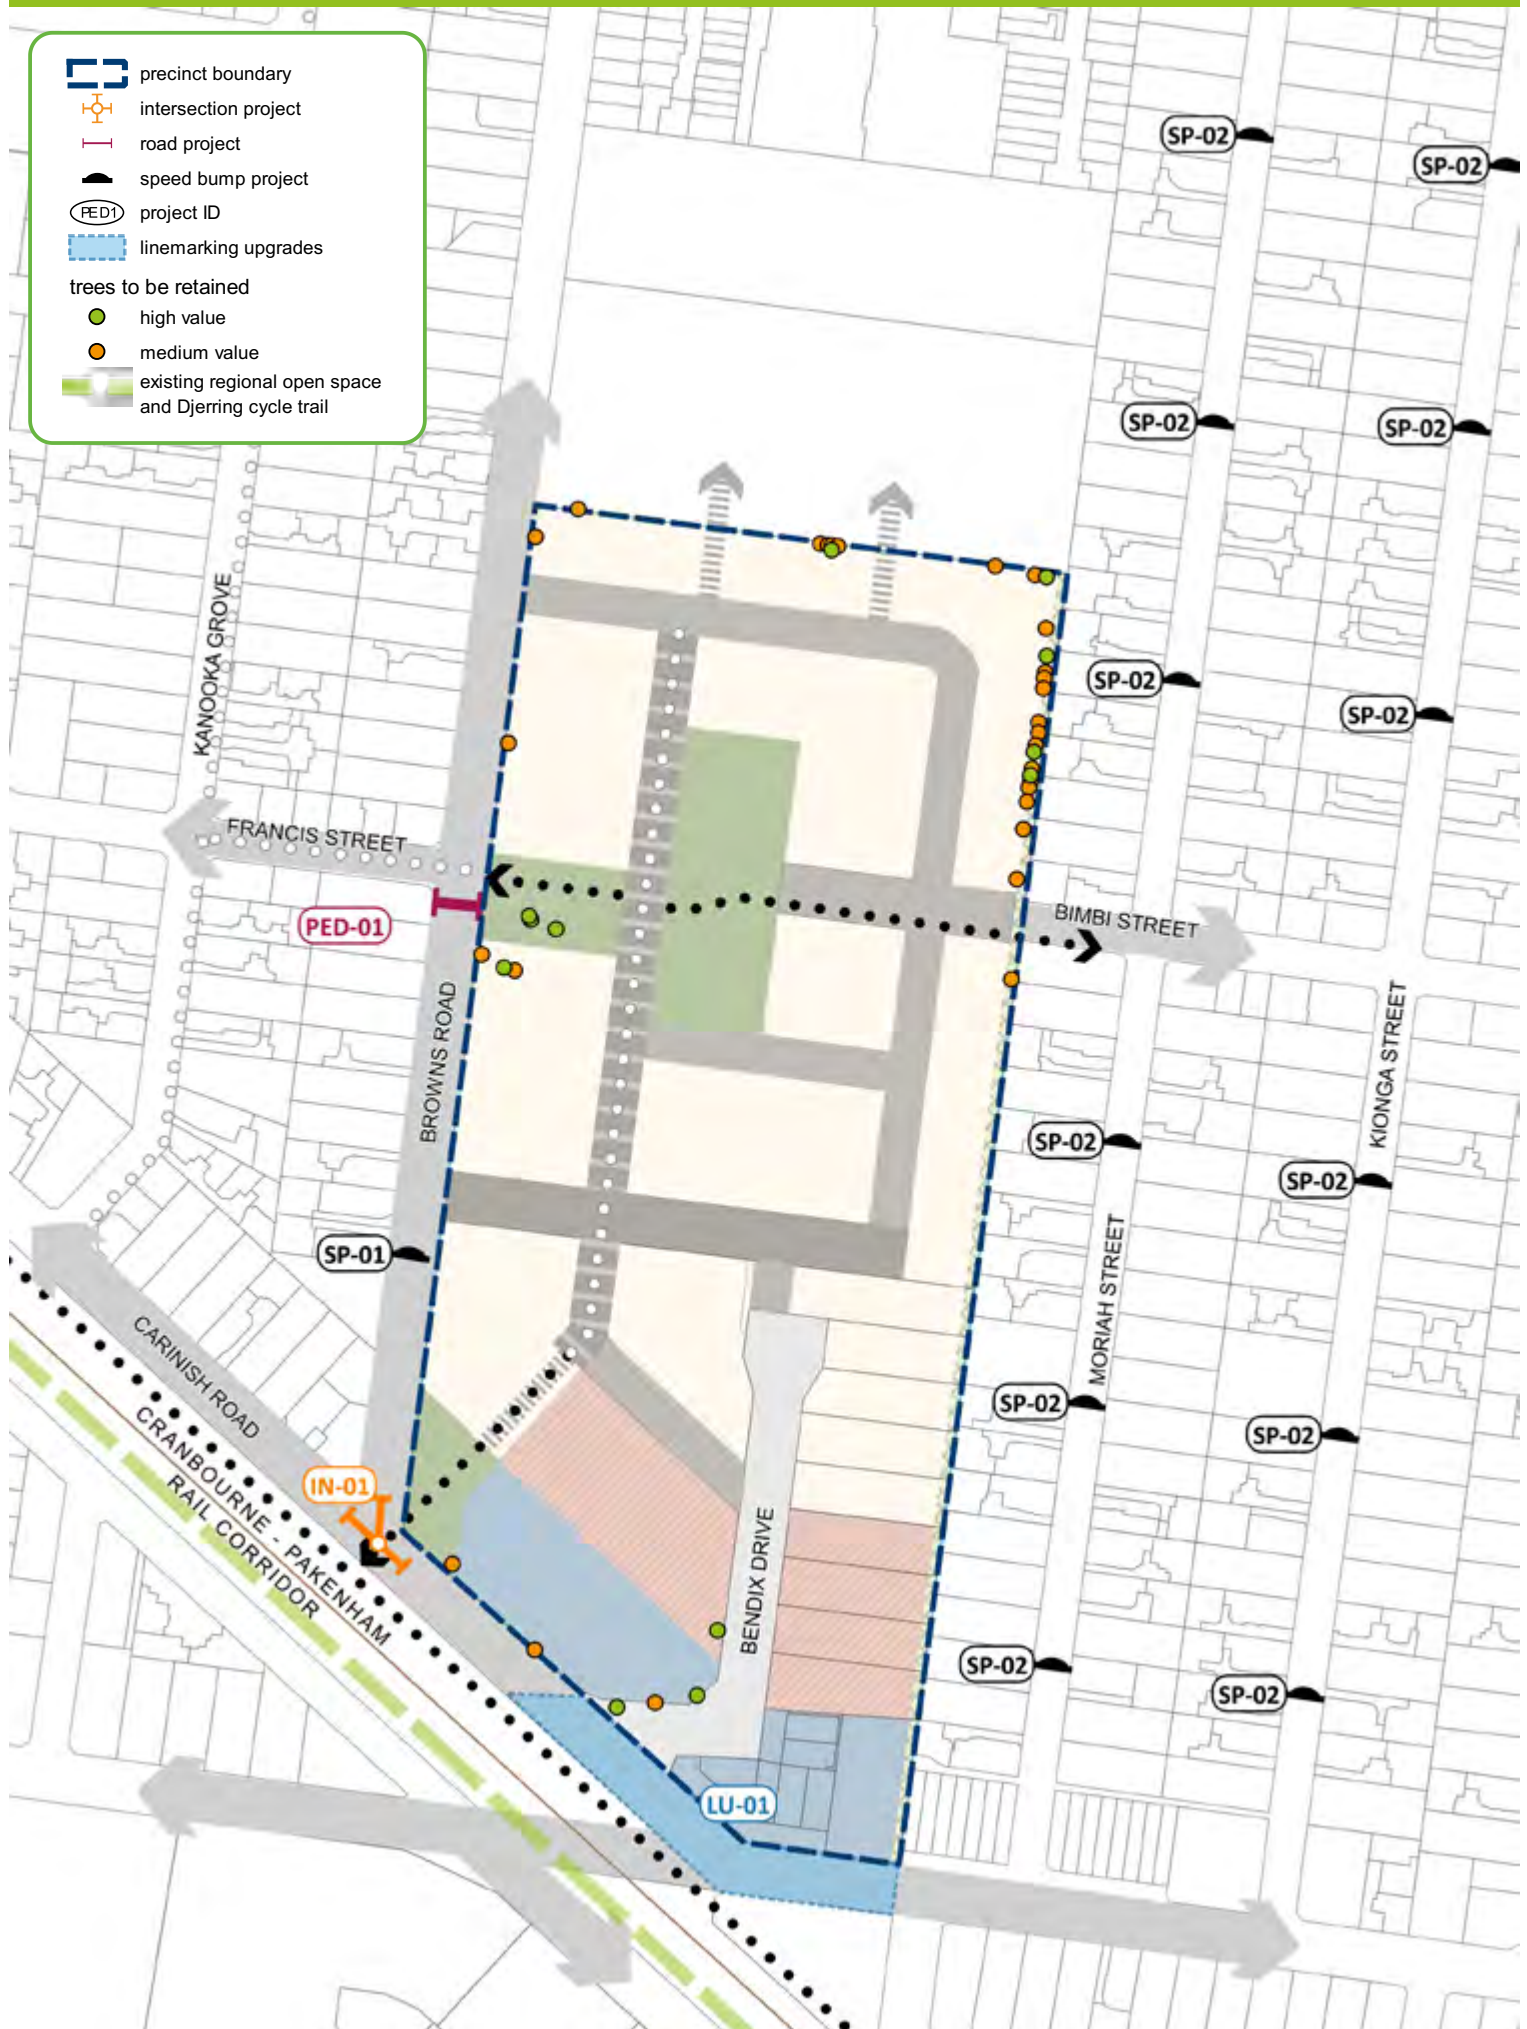 precinct boundary
intersection project
road project
speed bump project
PED1
project ID
linemarking upgrades
trees to be retained
high value
medium value
existing regional open space
and Djerring cycle trail
SP-02
SP-02
SP-02
SP-02
KANOOKA GROVE
SP-02
SP-02
FRANCIS STREET
PED-01
BIMBI STREET
BROWNS ROAD
KIONGA STREET
SP-02
SP-02
SP-01
MORIAH STREET
CARINISH ROAD
SP-02
SP-02
CRANBOURNE - PAKENHAM
RAIL CORRIDOR
IN-01
BENDIX DRIVE
SP-02
SP-02
LU-01